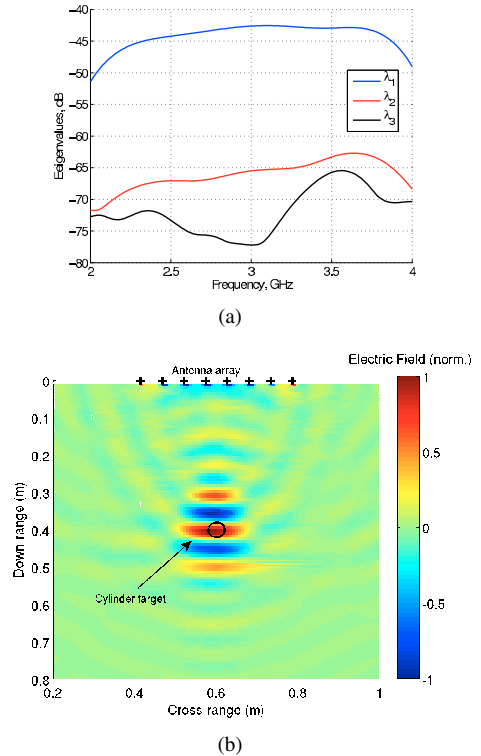 −40
−45
−50
−55
−60
−65
−70
−75
−80
Eeigenvalues, dB
λ1
λ2
λ3
2 2.5 3 3.5 4
Frequency, GHz
(a)
Electric Field (norm.)
Antenna array
0
0.1
0.2
0.3
0.4
0.5
0.6
0.7
0.8
Down range (m)
Cylinder target
0.2 0.4 0.6 0.8 1
Cross range (m)
1
0.5
0
-0.5
-1
(b)